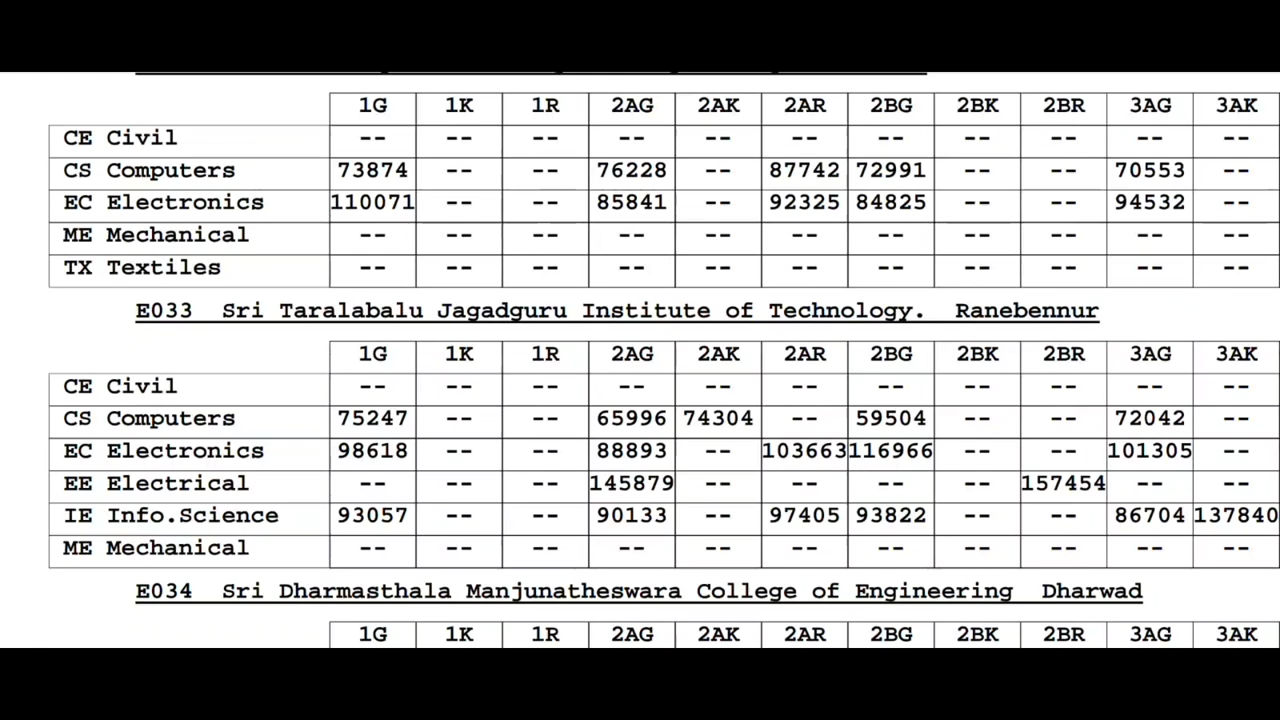 1G 1K 1R 2AG 2AK 2AR 2BG 2BK 2BR 3AG 3AK
CE Civil -- -- -- -- -- -- -- -- -- -- --
CS Computers 73874 -- -- 76228 -- 87742 72991 -- -- 70553 --
EC Electronics 110071 -- -- 85841 -- 92325 84825 -- -- 94532 --
ME Mechanical -- -- -- -- -- -- -- -- -- -- --
TX Textiles -- -- -- -- -- -- -- -- -- -- --
E033 Sri Taralabalu Jagadguru Institute of Technology. Ranebennur
1G 1K 1R 2AG 2AK 2AR 2BG 2BK 2BR 3AG 3AK
CE Civil -- -- -- -- -- -- -- -- -- -- --
CS Computers 75247 -- -- 65996 74304 -- 59504 -- -- 72042 --
EC Electronics 98618 -- -- 88893 -- 103663 116966 -- -- 101305 --
EE Electrical -- -- -- 145879 -- -- -- -- 157454 -- --
IE Info.Science 93057 -- -- 90133 -- 97405 93822 -- -- 86704 137840
ME Mechanical -- -- -- -- -- -- -- -- -- -- --
E034 Sri Dharmasthala Manjunatheswara College of Engineering Dharwad
1G 1K 1R 2AG 2AK 2AR 2BG 2BK 2BR 3AG 3AK